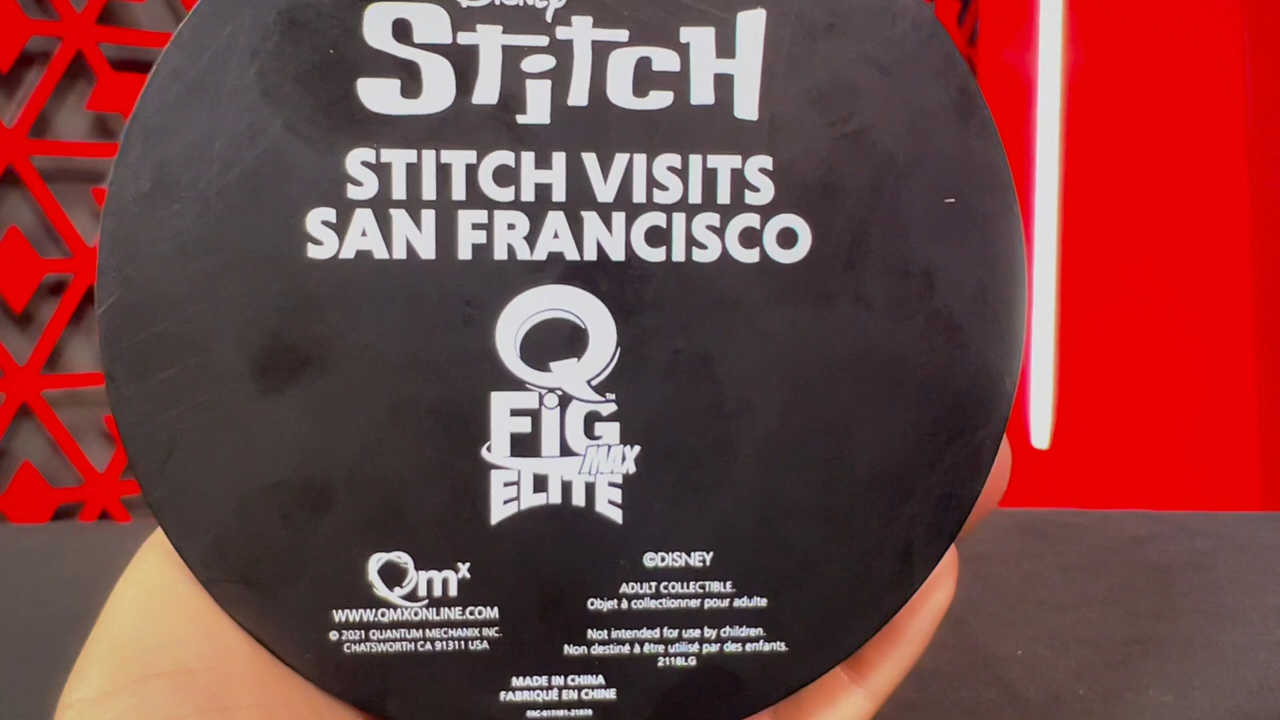 Disney
Stitch
STITCH VISITS
SAN FRANCISCO
Q
FiG™
MAX
ELITE
Qmx
WWW.QMXONLINE.COM
© 2021 QUANTUM MECHANIX INC.
CHATSWORTH CA 91311 USA
©DISNEY
ADULT COLLECTIBLE.
Objet à collectionner pour adulte
Not intended for use by children.
Non destiné à être utilisé par des enfants.
2118LG
MADE IN CHINA
FABRIQUÉ EN CHINE